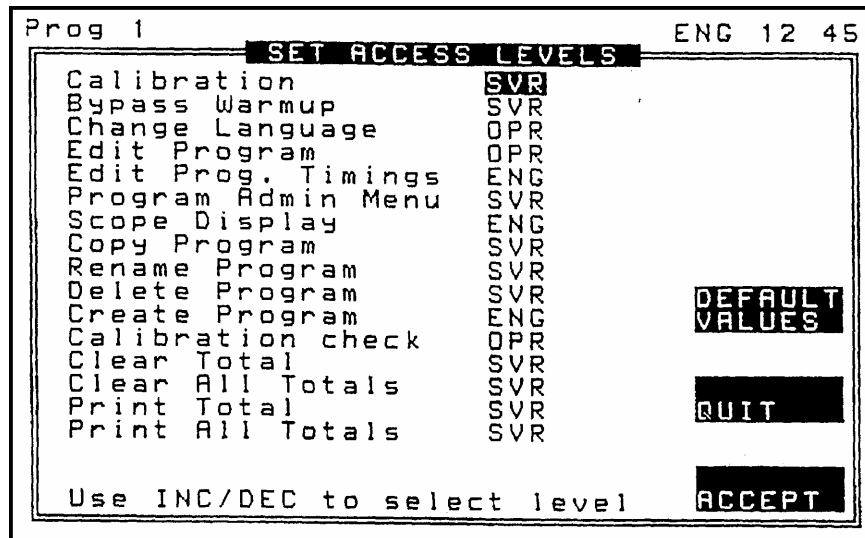 Prog 1 ENG 12 45
SET ACCESS LEVELS
Calibration SVR
Bypass Warmup SVR
Change Language OPR
Edit Program OPR
Edit Prog. Timings ENG
Program Admin Menu SVR
Scope Display ENG
Copy Program SVR
Rename Program SVR
Delete Program SVR
Create Program ENG
Calibration check OPR
Clear Total SVR
Clear All Totals SVR
Print Total SVR
Print All Totals SVR
DEFAULT
VALUES
QUIT
Use INC/DEC to select level
ACCEPT